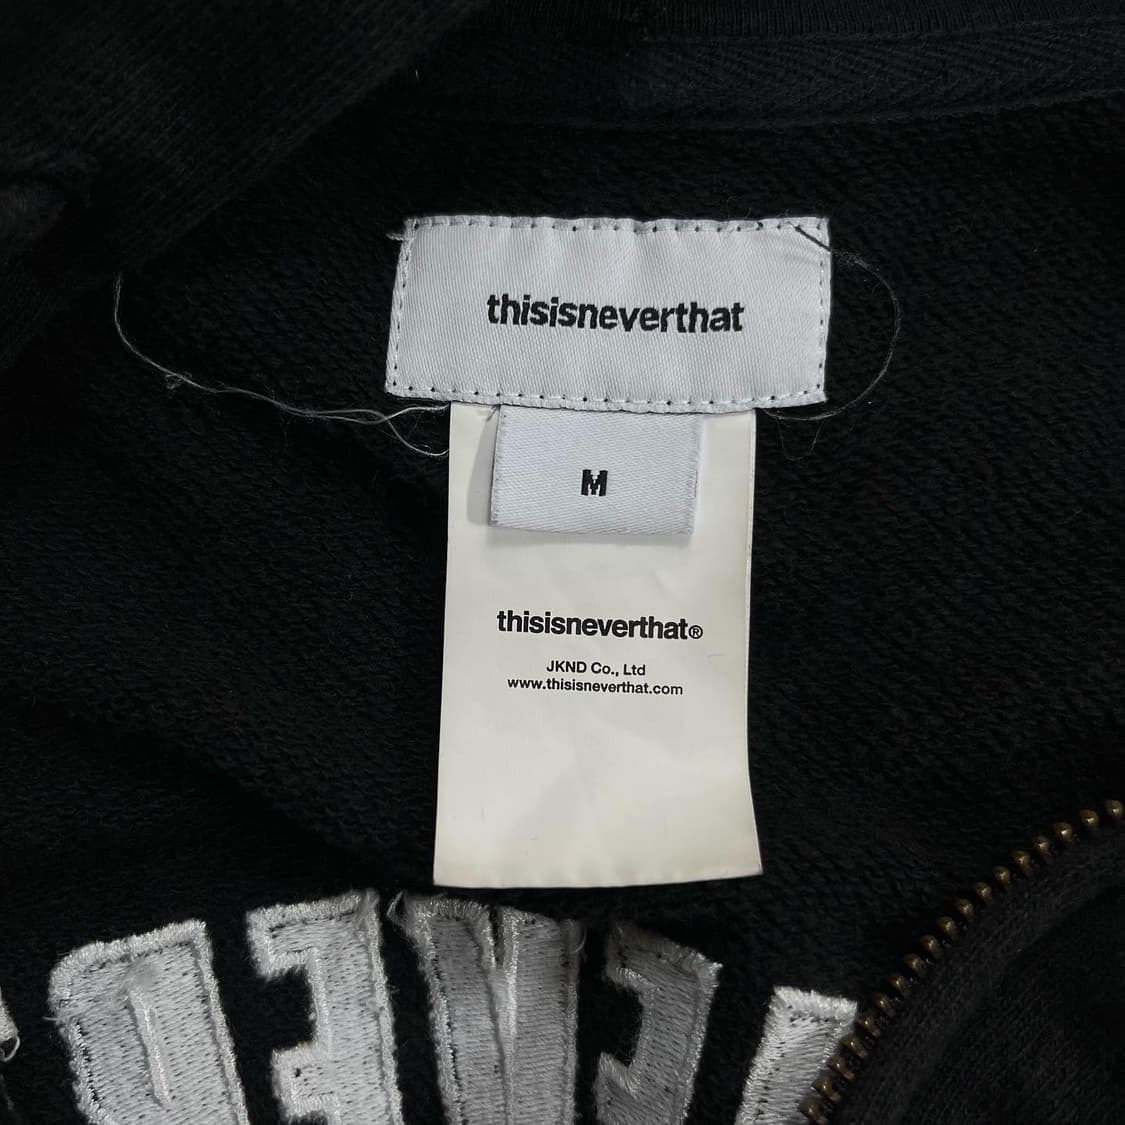 thisisneverthat
M
thisisneverthat®
JKND Co., Ltd
www.thisisneverthat.com